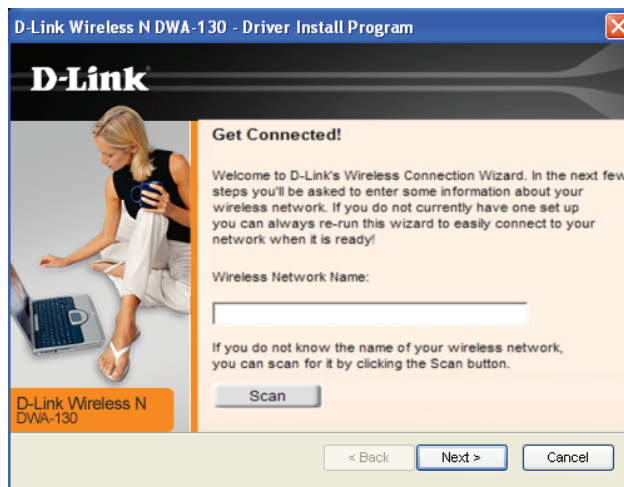 D-Link Wireless N DWA-130 - Driver Install Program
D-Link
Get Connected!
Welcome to D-Link's Wireless Connection Wizard. In the next few
steps you'll be asked to enter some information about your
wireless network. If you do not currently have one set up
you can always re-run this wizard to easily connect to your
network when it is ready!
Wireless Network Name:
If you do not know the name of your wireless network,
you can scan for it by clicking the Scan button.
Scan
D-Link Wireless N
DWA-130
< Back
Next >
Cancel